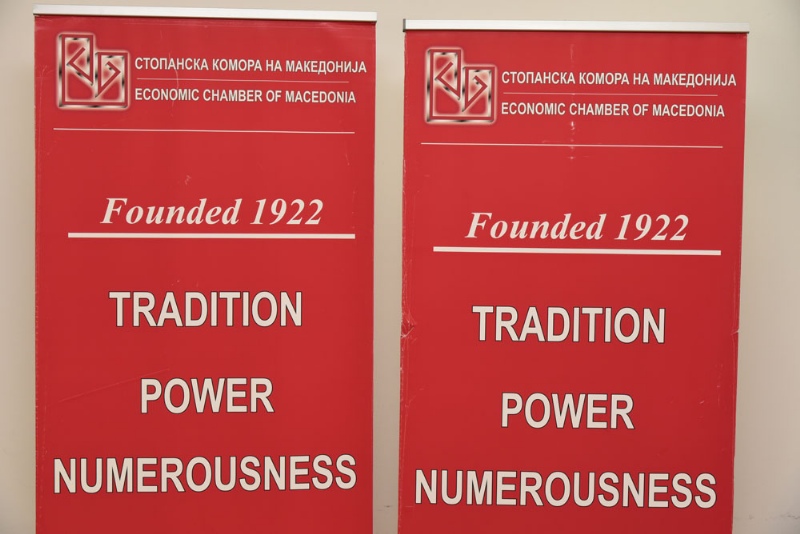 СТОПАНСКА КОМОРА НА МАКЕДОНИЈА
ECONOMIC CHAMBER OF MACEDONIA
Founded 1922
TRADITION
POWER
NUMEROUSNESS
СТОПАНСКА КОМОРА НА МАКЕДОНИЈА
ECONOMIC CHAMBER OF MACEDONIA
Founded 1922
TRADITION
POWER
NUMEROUSNESS